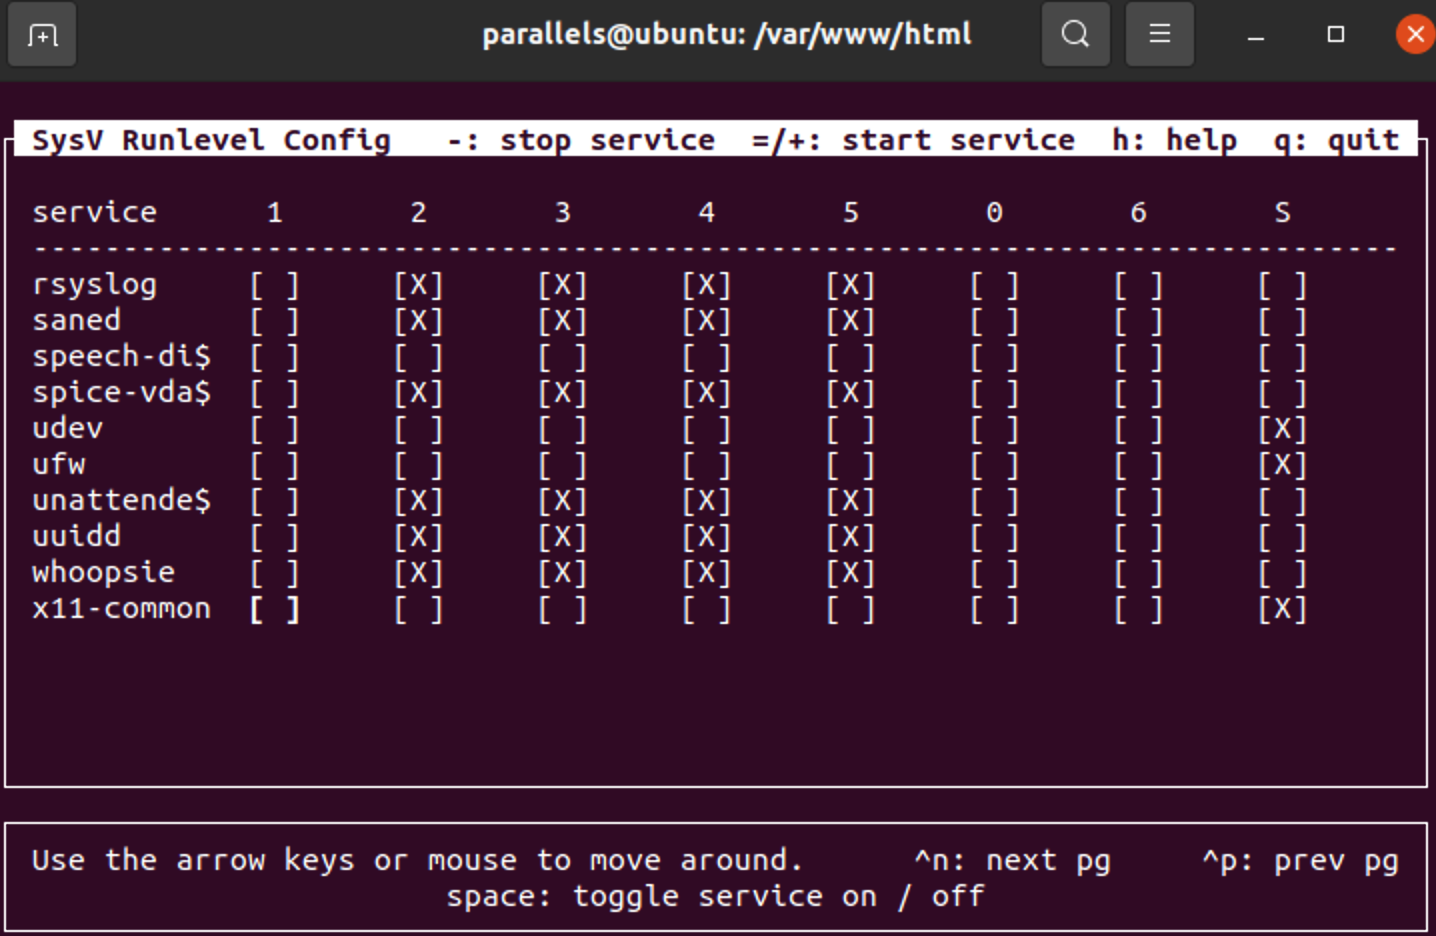 parallels@ubuntu: /var/www/html
SysV Runlevel Config   -: stop service  =/+: start service  h: help  q: quit
service      1       2       3       4       5       0       6       S
----------------------------------------------------------------------------
rsyslog     [ ]     [X]     [X]     [X]     [X]     [ ]     [ ]     [ ]
saned       [ ]     [X]     [X]     [X]     [X]     [ ]     [ ]     [ ]
speech-di$  [ ]     [ ]     [ ]     [ ]     [ ]     [ ]     [ ]     [ ]
spice-vda$  [ ]     [X]     [X]     [X]     [X]     [ ]     [ ]     [ ]
udev        [ ]     [ ]     [ ]     [ ]     [ ]     [ ]     [ ]     [X]
ufw         [ ]     [ ]     [ ]     [ ]     [ ]     [ ]     [ ]     [X]
unattende$  [ ]     [X]     [X]     [X]     [X]     [ ]     [ ]     [ ]
uuidd       [ ]     [X]     [X]     [X]     [X]     [ ]     [ ]     [ ]
whoopsie    [ ]     [X]     [X]     [X]     [X]     [ ]     [ ]     [ ]
x11-common  [ ]     [ ]     [ ]     [ ]     [ ]     [ ]     [ ]     [X]
Use the arrow keys or mouse to move around.      ^n: next pg     ^p: prev pg
space: toggle service on / off